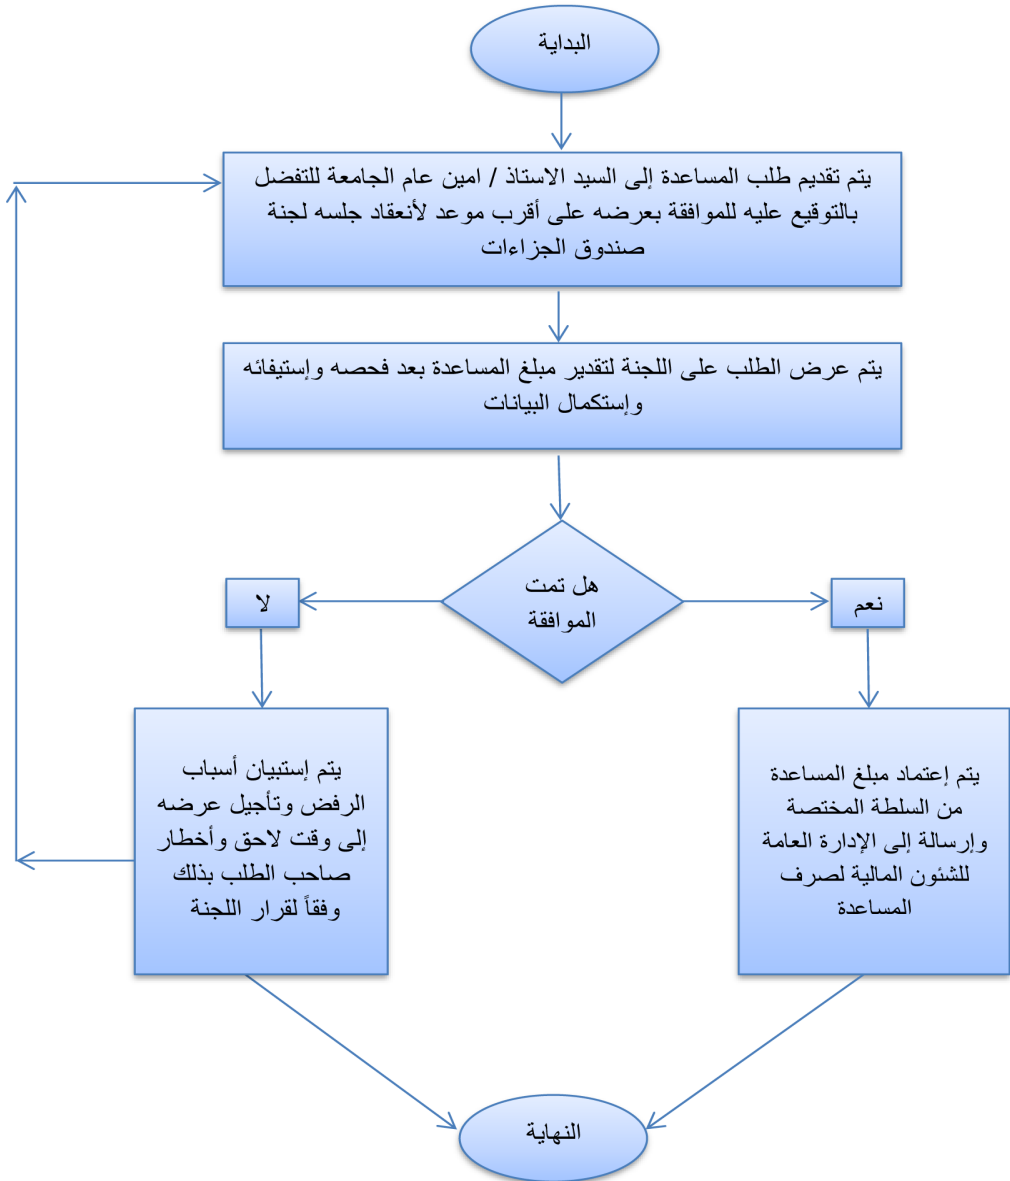 البداية
يتم تقديم طلب المساعدة إلى السيد الاستاذ / امين عام الجامعة للتفضل
بالتوقيع عليه للموافقة بعرضه على أقرب موعد لأنعقاد جلسه لجنة
صندوق الجزاءات
يتم عرض الطلب على اللجنة لتقدير مبلغ المساعدة بعد فحصه وإستيفائه
وإستكمال البيانات
هل تمت
الموافقة
نعم
لا
يتم إعتماد مبلغ المساعدة
من السلطة المختصة
وإرسالة إلى الإدارة العامة
للشئون المالية لصرف
المساعدة
يتم إستبيان أسباب
الرفض وتأجيل عرضه
إلى وقت لاحق وأخطار
صاحب الطلب بذلك
وفقاً لقرار اللجنة
النهاية